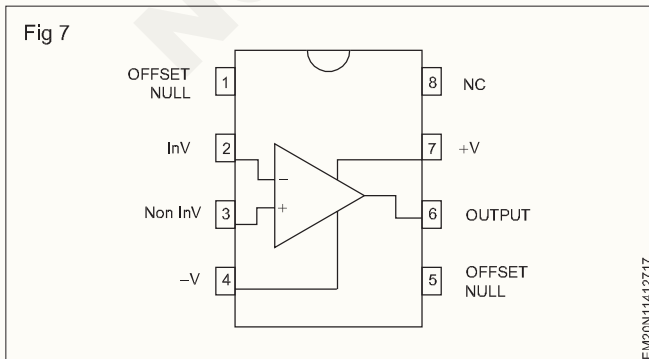 Fig 7
OFFSET
NULL
1
8
NC
InV
2
7
+V
−
+
Non InV
3
6
OUTPUT
−V
4
5
OFFSET
NULL
EM20N11412717